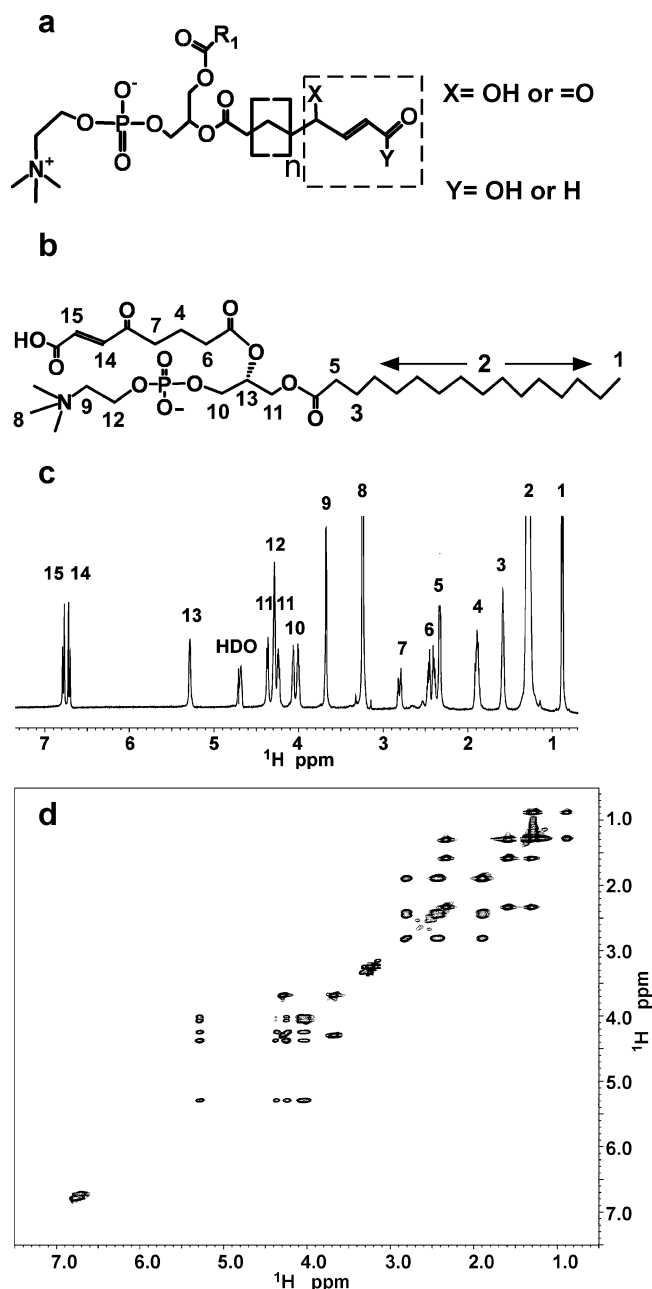 a
O R1
O⁻ O O X X= OH or =O
O P O O O
O n Y
N⁺ Y= OH or H
b
15 O 7 4 O
HO 14 6 O 5 2 1
O O
N O P O O
8 9 12 O⁻ 10 13 11 O 3
c
15 14 13 HDO 12 11 11 10 9 8 7 6 5 4 3 2 1
7 6 5 4 3 2 1
¹H ppm
d
1.0
2.0
3.0
4.0
5.0
6.0
7.0
¹H ppm
7.0 6.0 5.0 4.0 3.0 2.0 1.0
¹H ppm